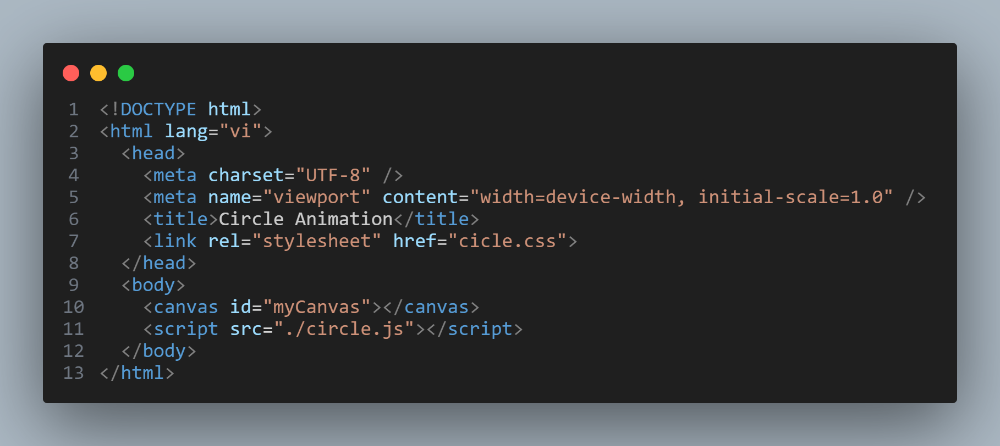 1 <!DOCTYPE html>
2 <html lang="vi">
3   <head>
4     <meta charset="UTF-8" />
5     <meta name="viewport" content="width=device-width, initial-scale=1.0" />
6     <title>Circle Animation</title>
7     <link rel="stylesheet" href="cicle.css">
8   </head>
9   <body>
10     <canvas id="myCanvas"></canvas>
11     <script src="./circle.js"></script>
12   </body>
13 </html>